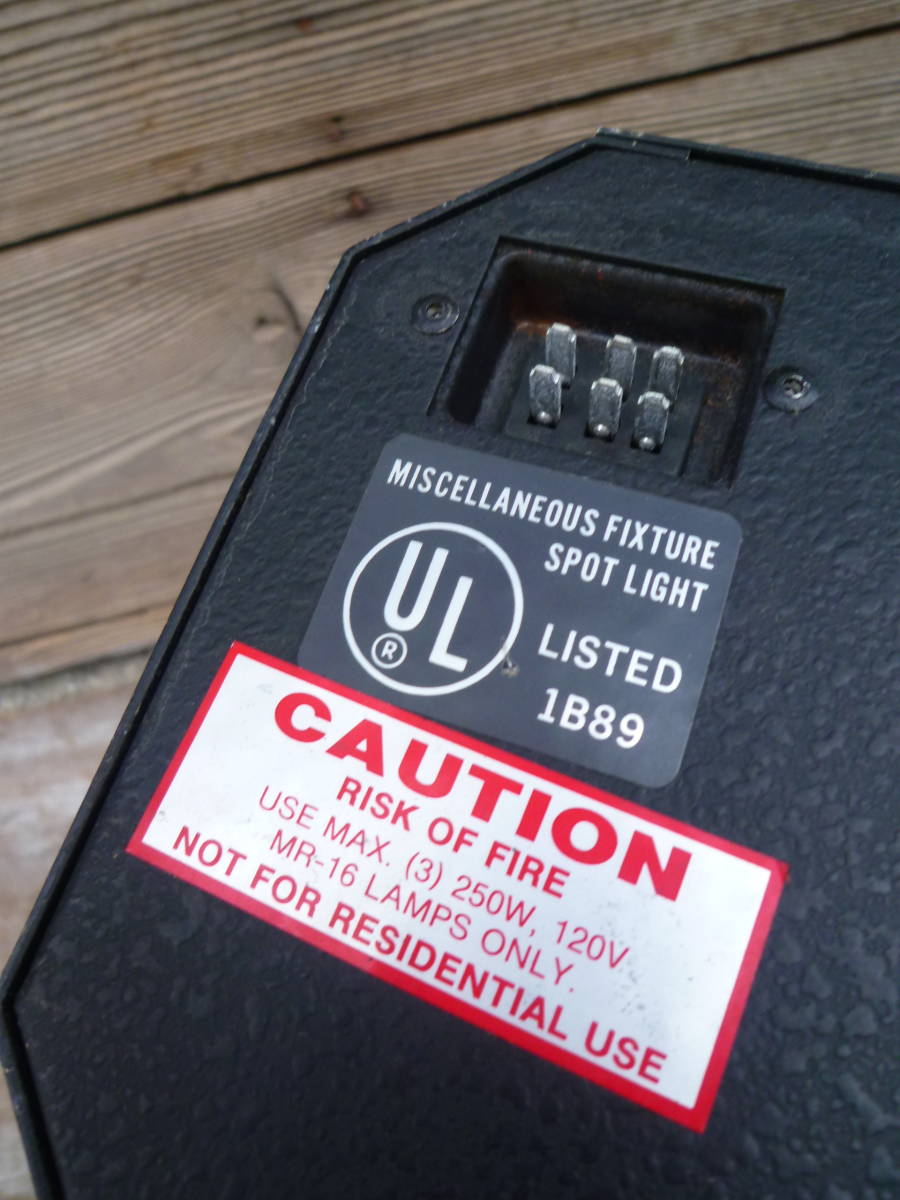 MISCELLANEOUS FIXTURE
SPOT LIGHT
UL
®
LISTED
1B89
CAUTION
RISK OF FIRE
USE MAX. (3) 250W, 120V
MR-16 LAMPS ONLY.
NOT FOR RESIDENTIAL USE